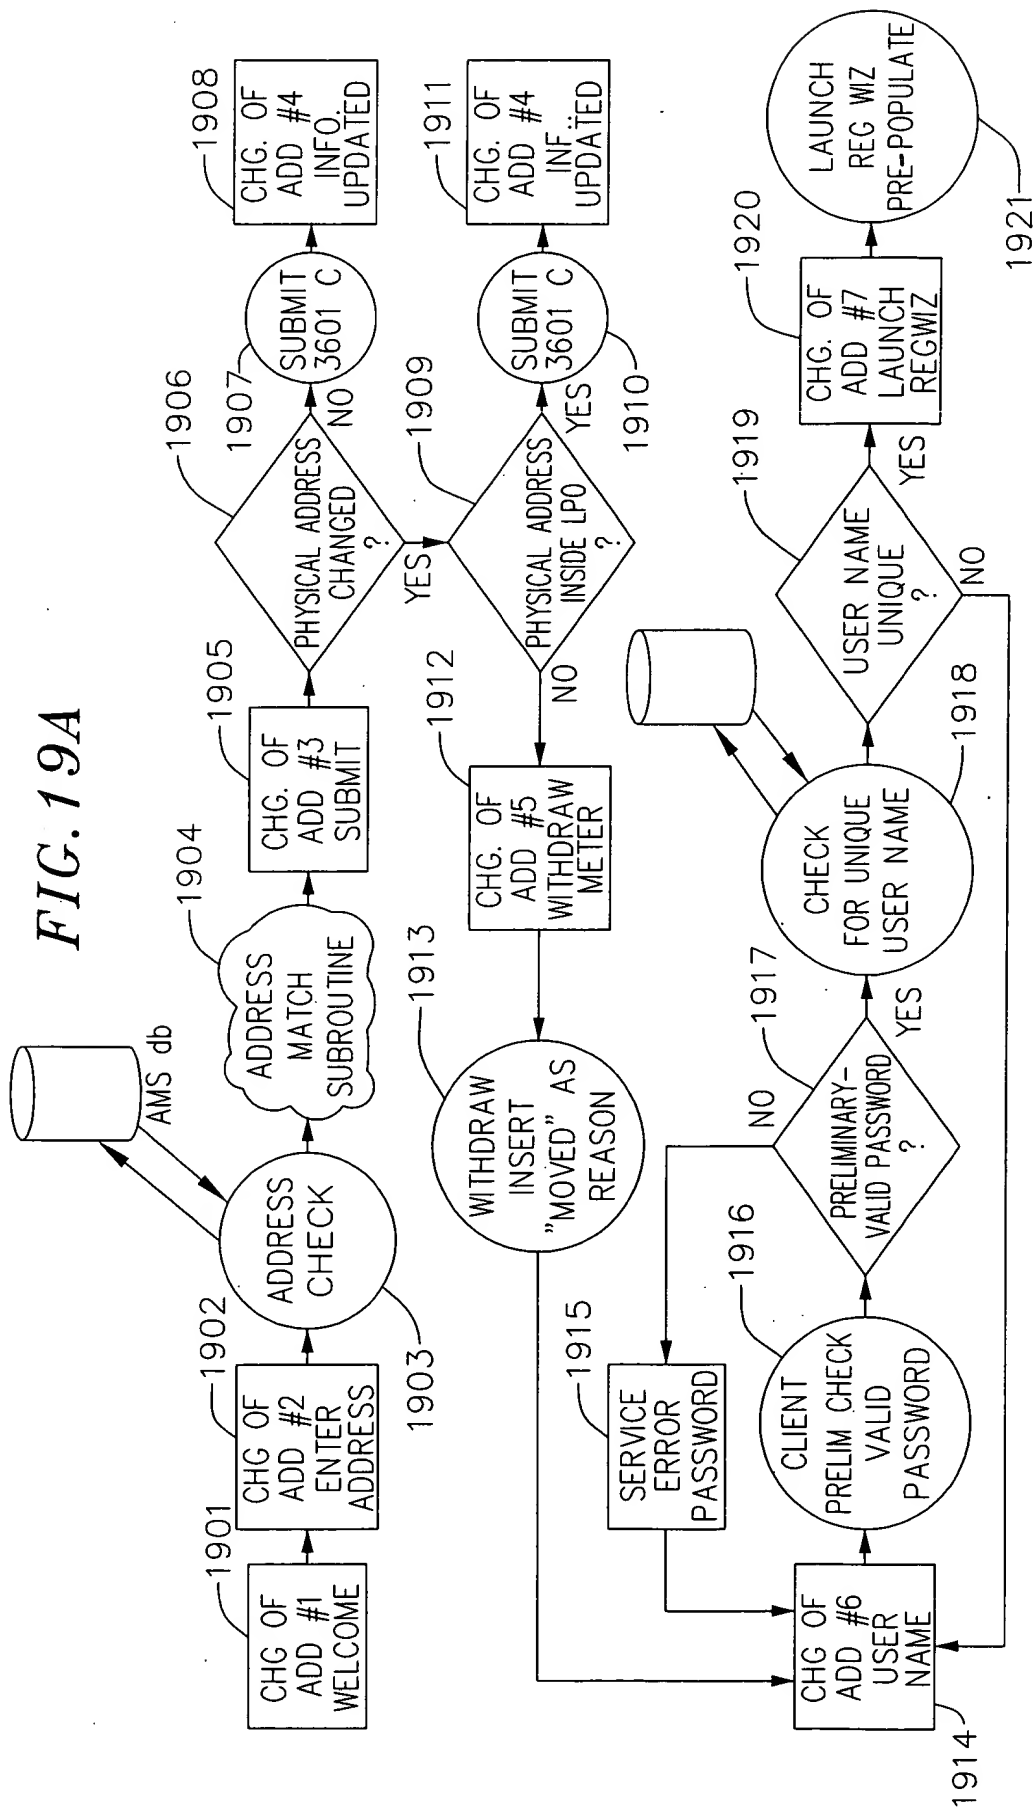 FIG.19A
1901
CHG OF
ADD #1
WELCOME
1902
CHG OF
ADD #2
ENTER
ADDRESS
1903
ADDRESS
CHECK
AMS db
1904
ADDRESS
MATCH
SUBROUTINE
1905
CHG. OF
ADD #3
SUBMIT
1906
PHYSICAL ADDRESS
CHANGED
?
NO
YES
1907
SUBMIT
3601 C
1908
CHG. OF
ADD #4
INFO.
UPDATED
1909
PHYSICAL ADDRESS
INSIDE LPO
?
YES
NO
1910
SUBMIT
3601 C
1911
CHG. OF
ADD #4
INF..
UPDATED
1912
CHG. OF
ADD #5
WITHDRAW
METER
1913
WITHDRAW
INSERT
"MOVED" AS
REASON
1914
CHG OF
ADD #6
USER
NAME
1915
SERVICE
ERROR
PASSWORD
1916
CLIENT
PRELIM CHECK
VALID
PASSWORD
1917
PRELIMINARY-
VALID PASSWORD
?
NO
YES
1918
CHECK
FOR UNIQUE
USER NAME
1919
USER NAME
UNIQUE
?
YES
NO
1920
CHG. OF
ADD #7
LAUNCH
REGWIZ
1921
LAUNCH
REG WIZ
PRE-POPULATE